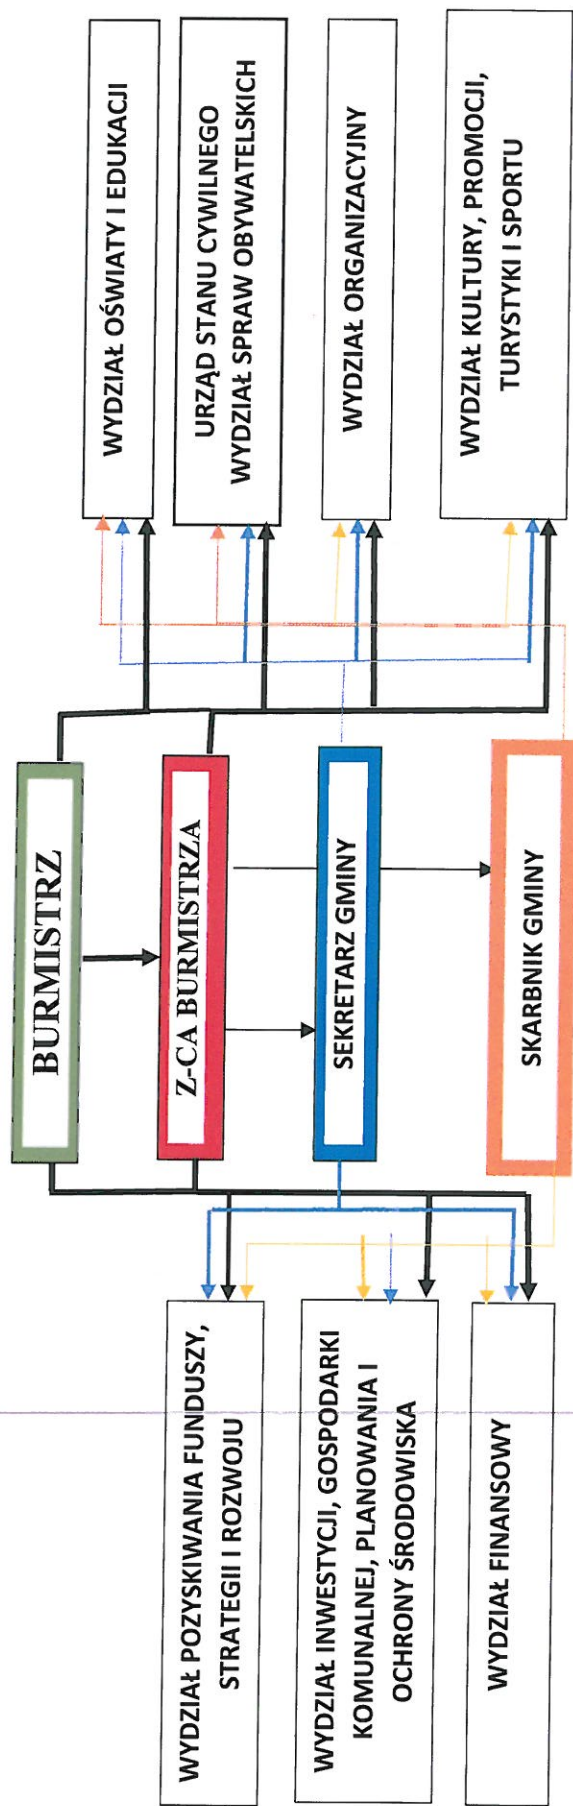 BURMISTRZ
Z-CA BURMISTRZA
SEKRETARZ GMINY
SKARBNIK GMINY
WYDZIAŁ POZYSKIWANIA FUNDUSZY,
STRATEGII I ROZWOJU
WYDZIAŁ INWESTYCJI, GOSPODARKI
KOMUNALNEJ, PLANOWANIA I
OCHRONY ŚRODOWISKA
WYDZIAŁ FINANSOWY
WYDZIAŁ OŚWIATY I EDUKACJI
URZĄD STANU CYWILNEGO
WYDZIAŁ SPRAW OBYWATELSKICH
WYDZIAŁ ORGANIZACYJNY
WYDZIAŁ KULTURY, PROMOCJI,
TURYSTYKI I SPORTU